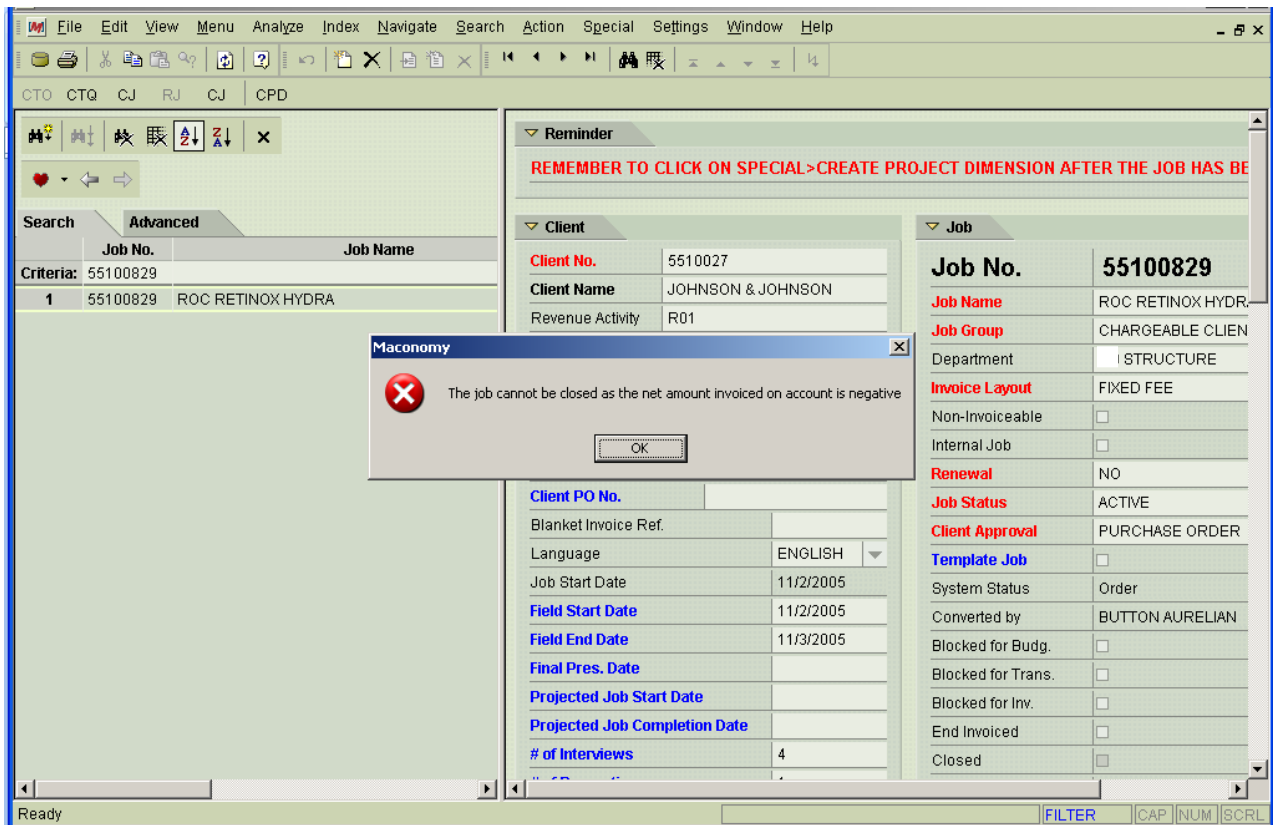 File Edit View Menu Analyze Index Navigate Search Action Special Settings Window Help
CTO CTQ CJ RJ CJ CPD
Search Advanced
Job No. Job Name
Criteria: 55100829
1 55100829 ROC RETINOX HYDRA
Reminder
REMEMBER TO CLICK ON SPECIAL>CREATE PROJECT DIMENSION AFTER THE JOB HAS BE
Client
Client No. 5510027
Client Name JOHNSON & JOHNSON
Revenue Activity R01
Maconomy
The job cannot be closed as the net amount invoiced on account is negative
OK
Client PO No.
Blanket Invoice Ref.
Language ENGLISH
Job Start Date 11/2/2005
Field Start Date 11/2/2005
Field End Date 11/3/2005
Final Pres. Date
Projected Job Start Date
Projected Job Completion Date
# of Interviews 4
Job
Job No. 55100829
Job Name ROC RETINOX HYDR
Job Group CHARGEABLE CLIEN
Department STRUCTURE
Invoice Layout FIXED FEE
Non-Invoiceable
Internal Job
Renewal NO
Job Status ACTIVE
Client Approval PURCHASE ORDER
Template Job
System Status Order
Converted by BUTTON AURELIAN
Blocked for Budg.
Blocked for Trans.
Blocked for Inv.
End Invoiced
Closed
Ready
FILTER CAP NUM SCRL